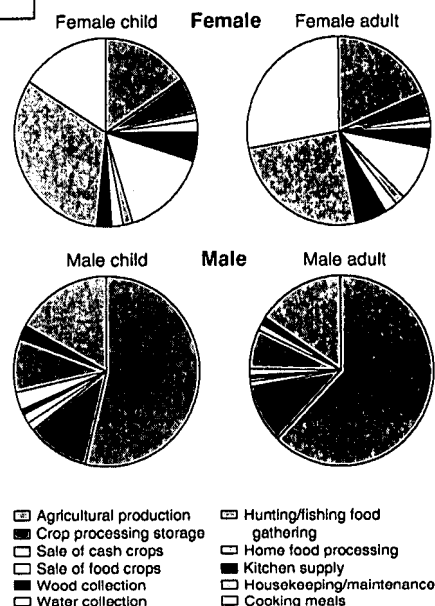 Female child Female Female adult
Male child Male Male adult
Agricultural production
Crop processing storage
Sale of cash crops
Sale of food crops
Wood collection
Water collection
Hunting/fishing food
gathering
Home food processing
Kitchen supply
Housekeeping/maintenance
Cooking meals